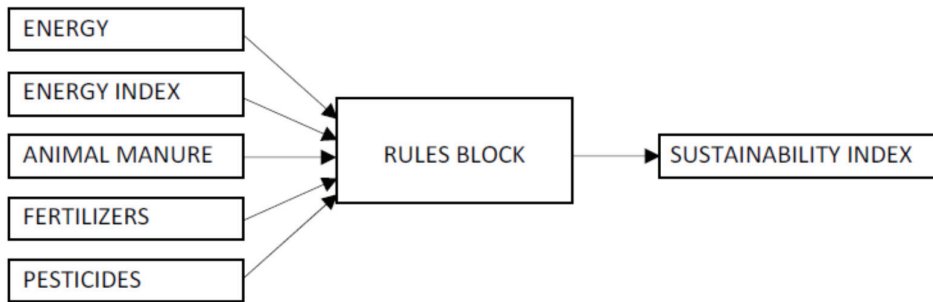 ENERGY
ENERGY INDEX
ANIMAL MANURE
FERTILIZERS
PESTICIDES
RULES BLOCK
SUSTAINABILITY INDEX